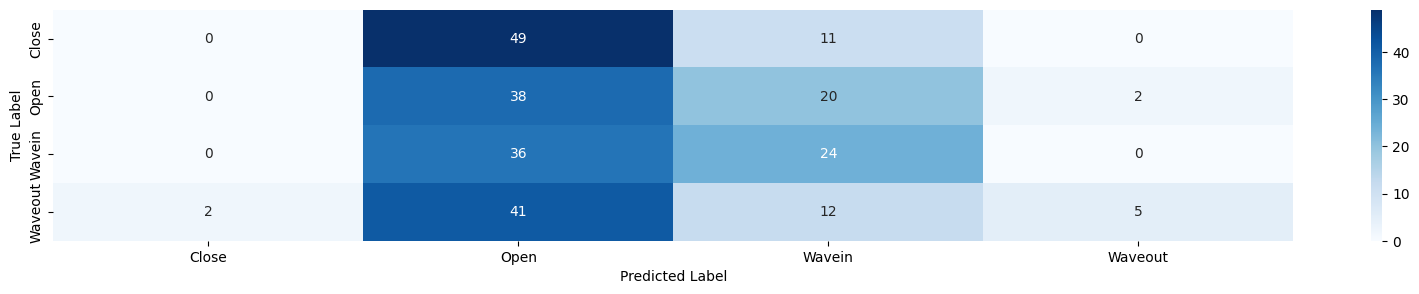 Close 0 49 11 0
Open 0 38 20 2
Wavein 0 36 24 0
Waveout 2 41 12 5
Close Open Wavein Waveout
Predicted Label
True Label
40
30
20
10
0